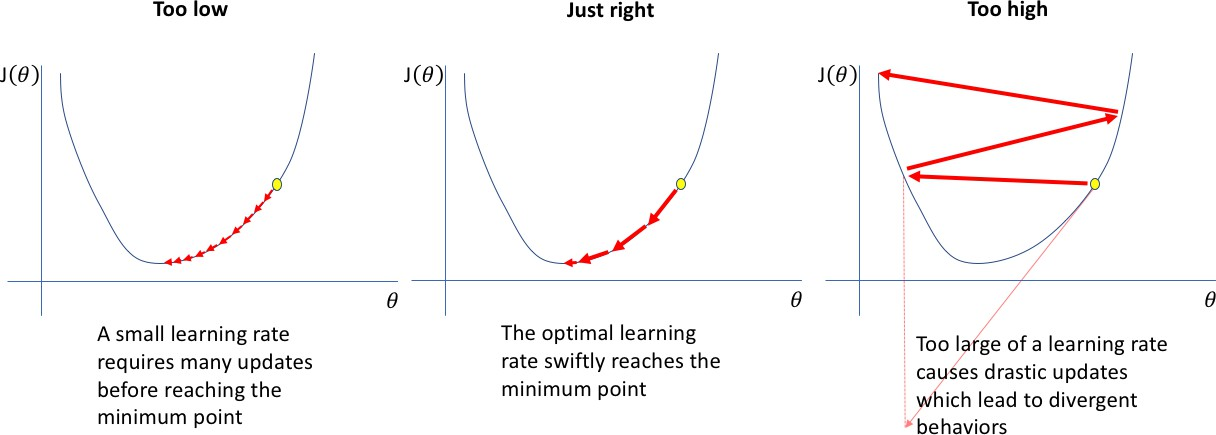 Too low
J(θ)
θ
A small learning rate
requires many updates
before reaching the
minimum point
Just right
J(θ)
θ
The optimal learning
rate swiftly reaches the
minimum point
Too high
J(θ)
θ
Too large of a learning rate
causes drastic updates
which lead to divergent
behaviors